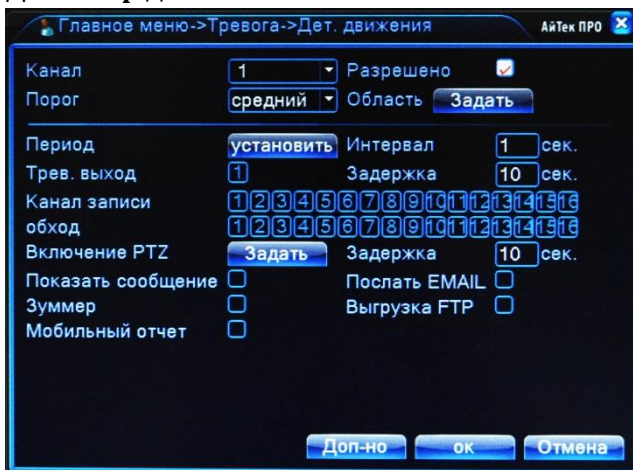 Главное меню->Тревога->Дет. движения АйТек ПРО
Канал 1 Разрешено
Порог средний Область Задать
Период установить Интервал 1 сек.
Трев. выход 1 Задержка 10 сек.
Канал записи 1 2 3 4 5 6 7 8 9 10 11 12 13 14 15 16
обход 1 2 3 4 5 6 7 8 9 10 11 12 13 14 15 16
Включение PTZ Задать Задержка 10 сек.
Показать сообщение Послать EMAIL
Зуммер Выгрузка FTP
Мобильный отчет
Доп-но ок Отмена